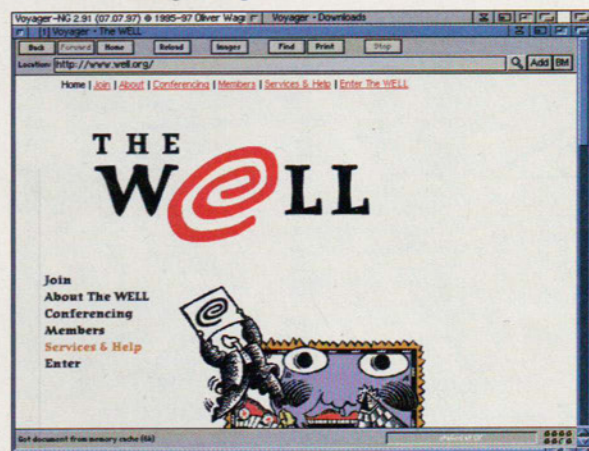 Voyager-NG 2.91 (07.07.97) © 1995-97 Oliver Wag
Voyager - Downloads
[1] Voyager - The WELL
Back Forward Home Reload Images Find Print Stop
Location: http://www.well.org/ Add BM
Home | Join | About | Conferencing | Members | Services & Help | Enter The WELL
THE
WELL
Join
About The WELL
Conferencing
Members
Services & Help
Enter
Got document from memory cache (6k)